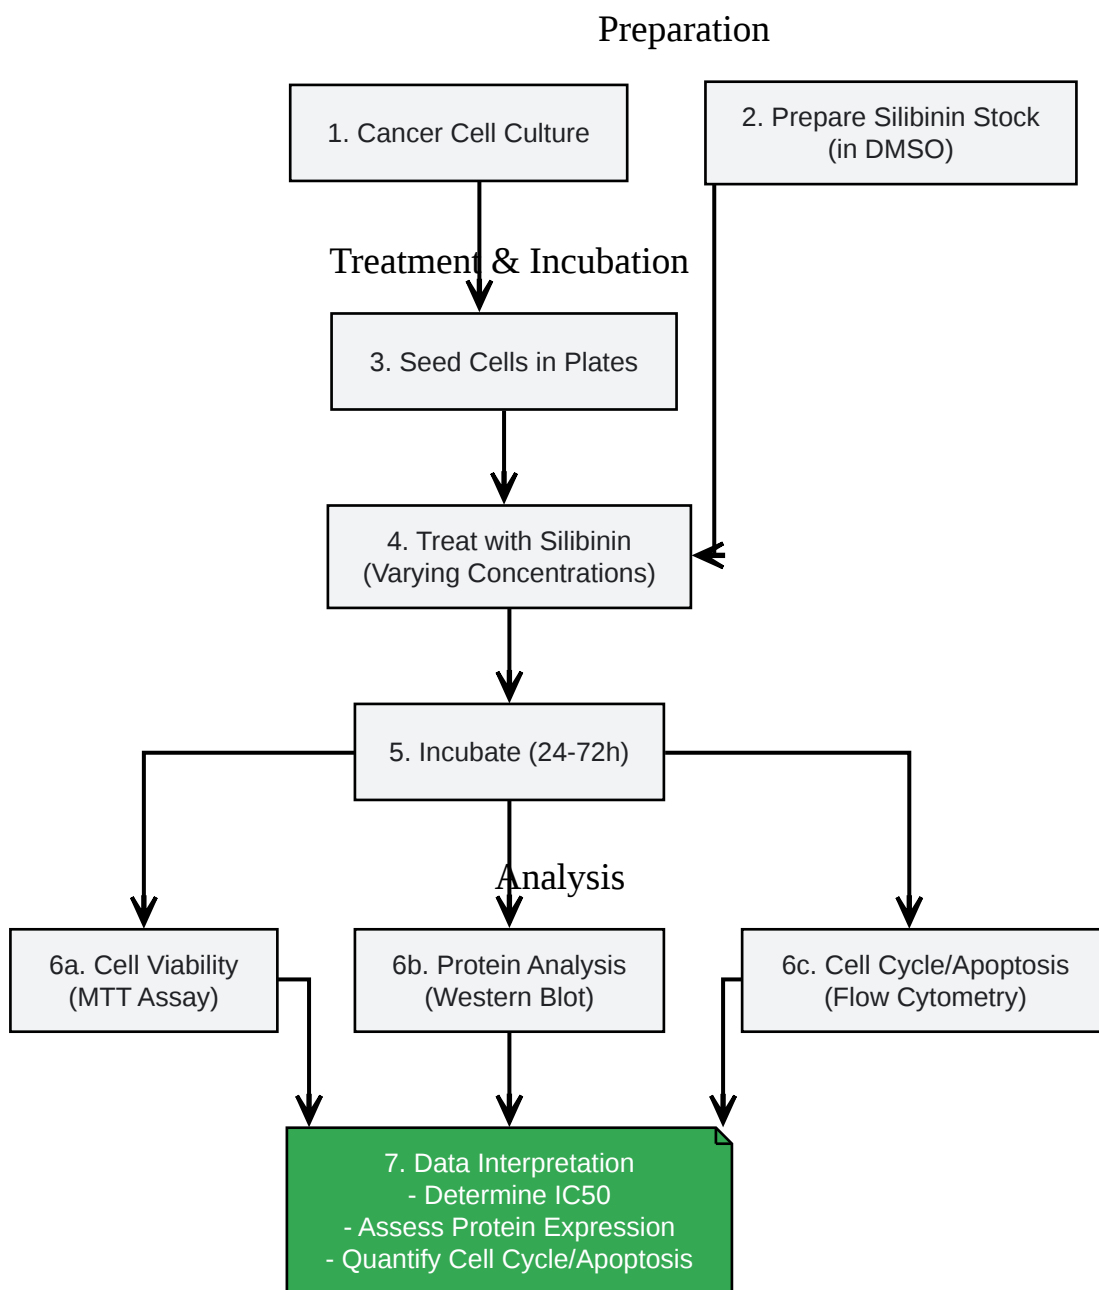 Preparation
1. Cancer Cell Culture
2. Prepare Silibinin Stock
(in DMSO)
Treatment & Incubation
3. Seed Cells in Plates
4. Treat with Silibinin
(Varying Concentrations)
5. Incubate (24-72h)
Analysis
6a. Cell Viability
(MTT Assay)
6b. Protein Analysis
(Western Blot)
6c. Cell Cycle/Apoptosis
(Flow Cytometry)
7. Data Interpretation
- Determine IC50
- Assess Protein Expression
- Quantify Cell Cycle/Apoptosis